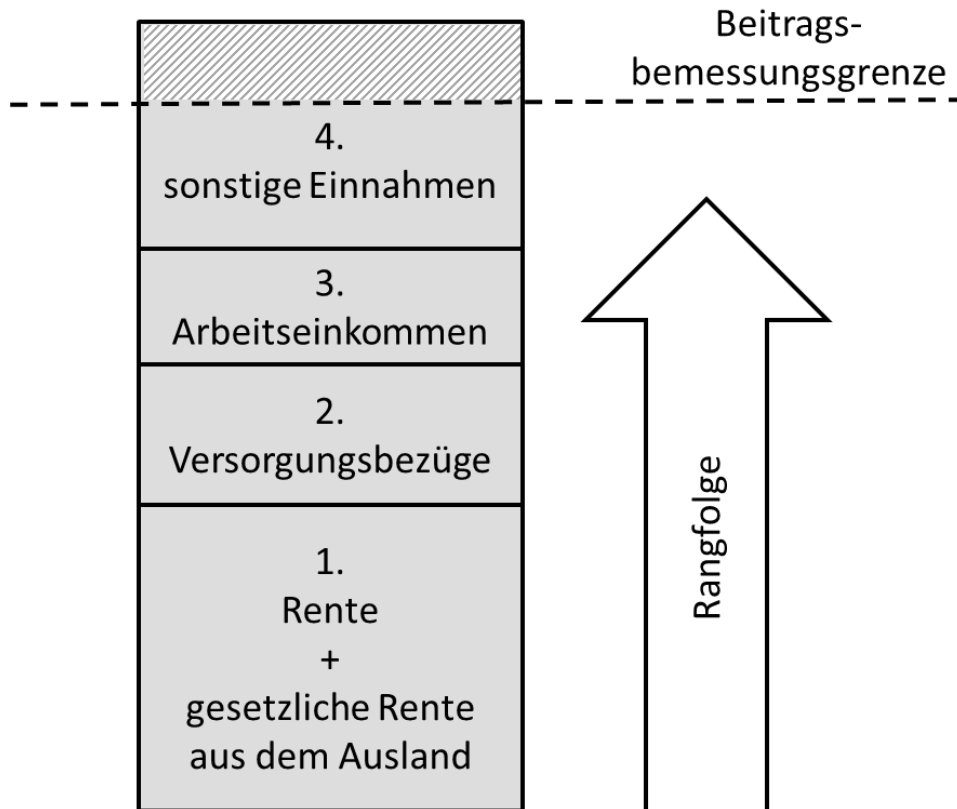 Beitrags-
bemessungsgrenze
4.
sonstige Einnahmen
3.
Arbeitseinkommen
2.
Versorgungsbezüge
1.
Rente
+
gesetzliche Rente
aus dem Ausland
Rangfolge